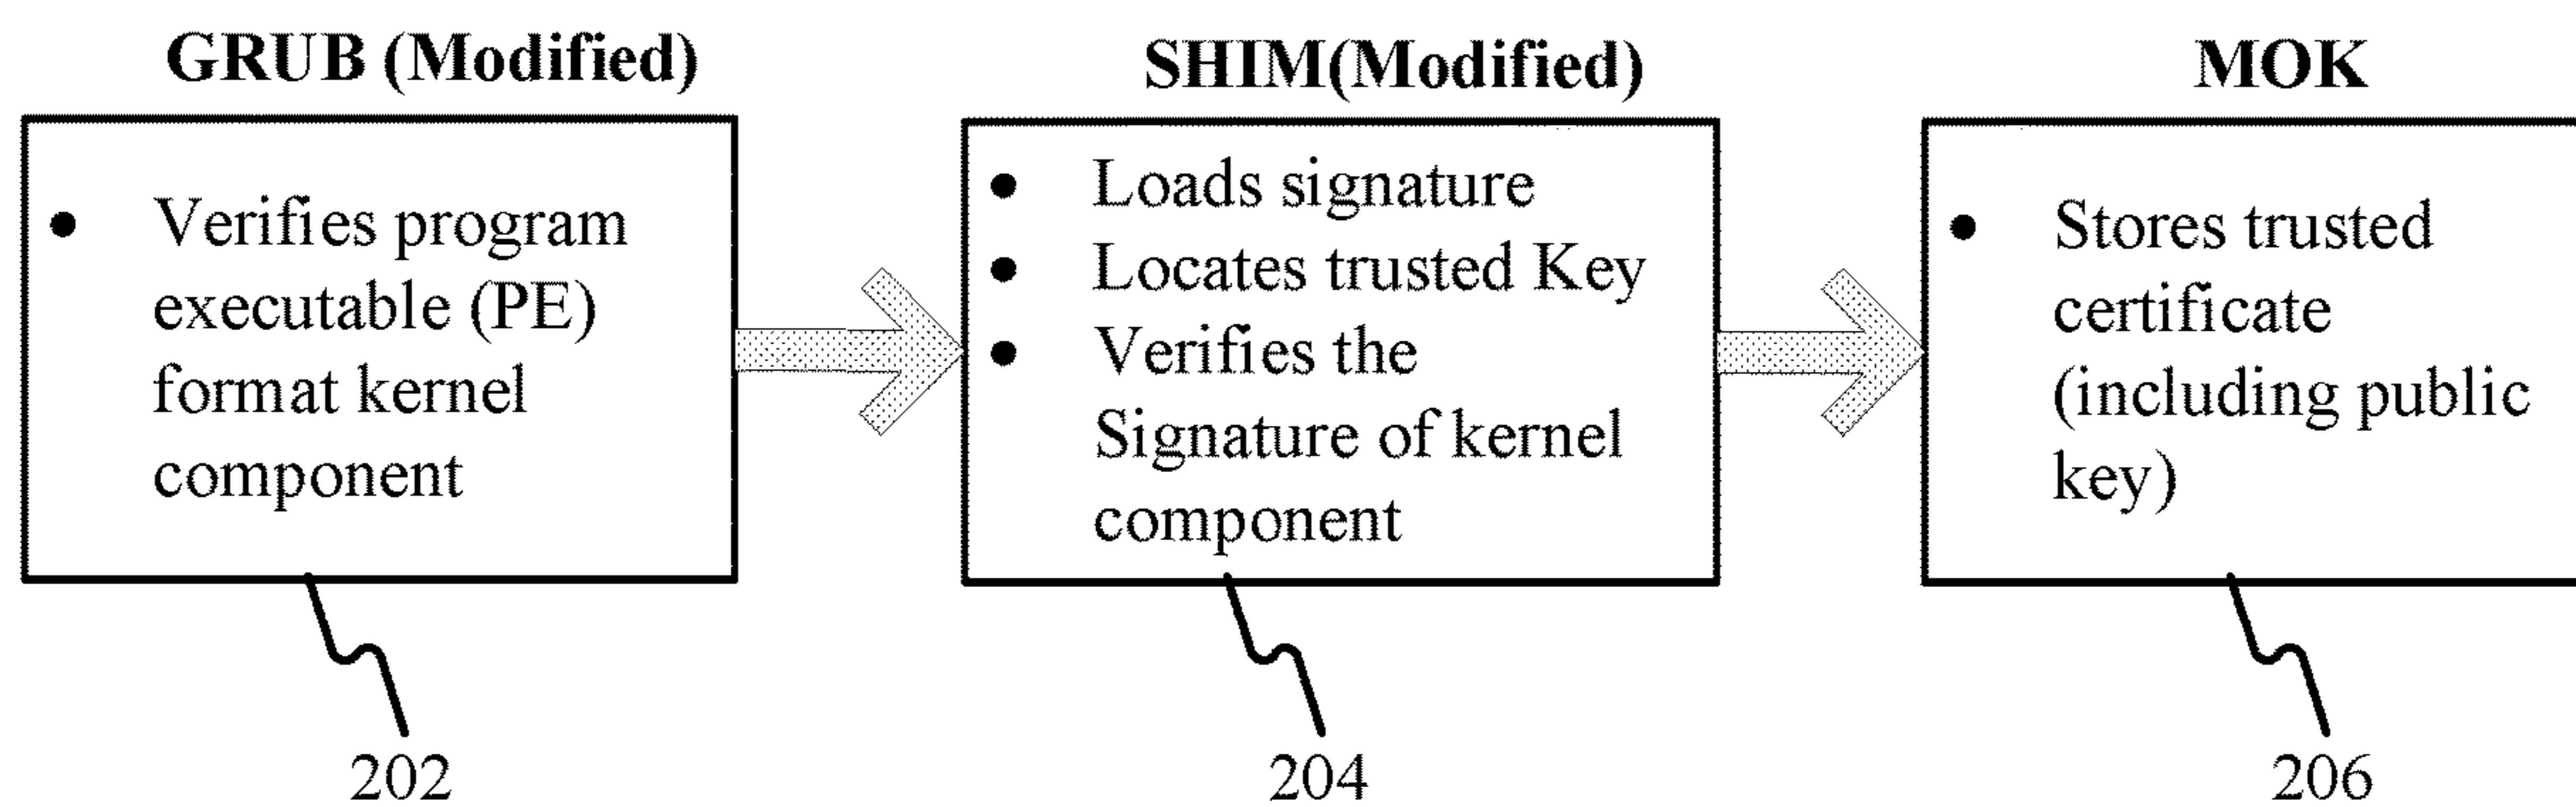 GRUB (Modified)
• Verifies program
executable (PE)
format kernel
component
202
SHIM(Modified)
• Loads signature
• Locates trusted Key
• Verifies the
Signature of kernel
component
204
MOK
• Stores trusted
certificate
(including public
key)
206